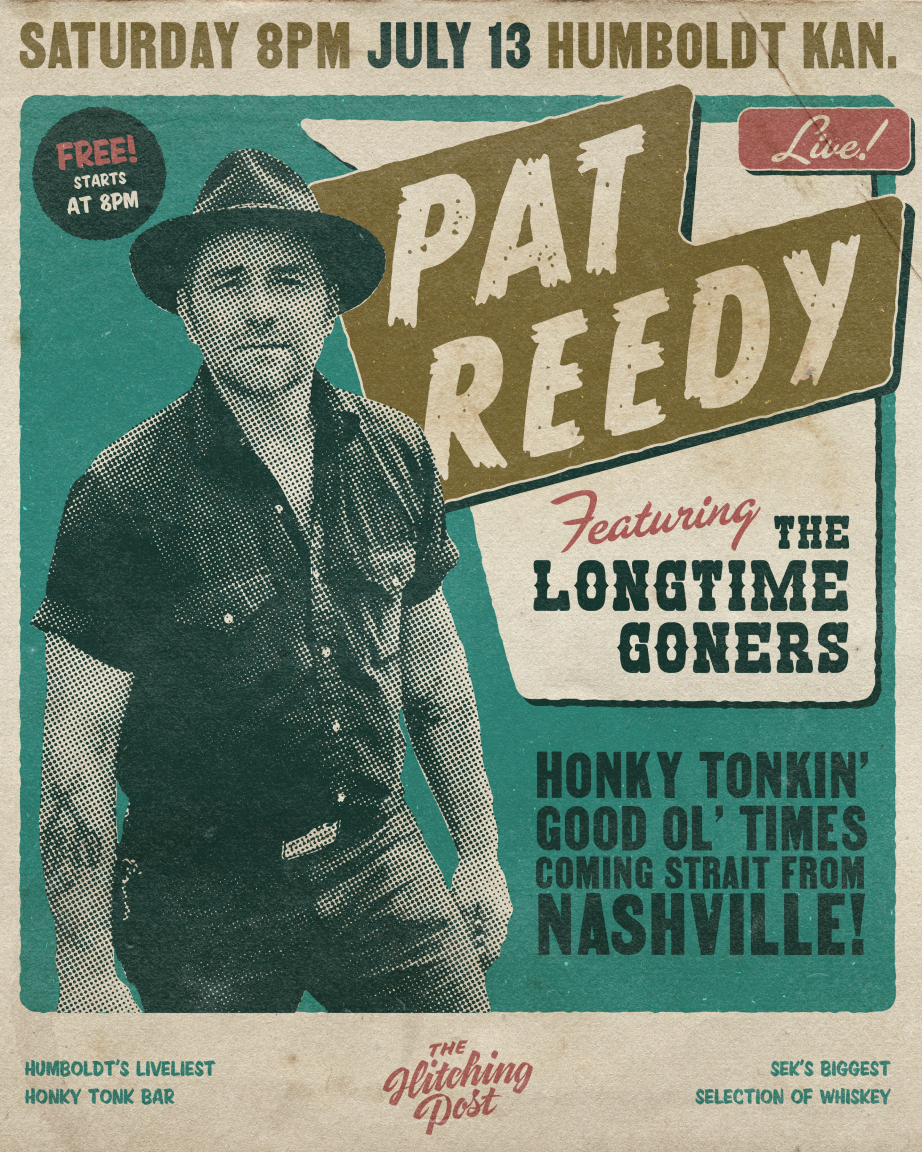 SATURDAY 8PM JULY 13 HUMBOLDT KAN.
FREE!
STARTS
AT 8PM
Live!
PAT
REEDY
Featuring THE
LONGTIME
GONERS
HONKY TONKIN'
GOOD OL' TIMES
COMING STRAIT FROM
NASHVILLE!
HUMBOLDT'S LIVELIEST
HONKY TONK BAR
THE
Hitching
Post
SEK'S BIGGEST
SELECTION OF WHISKEY